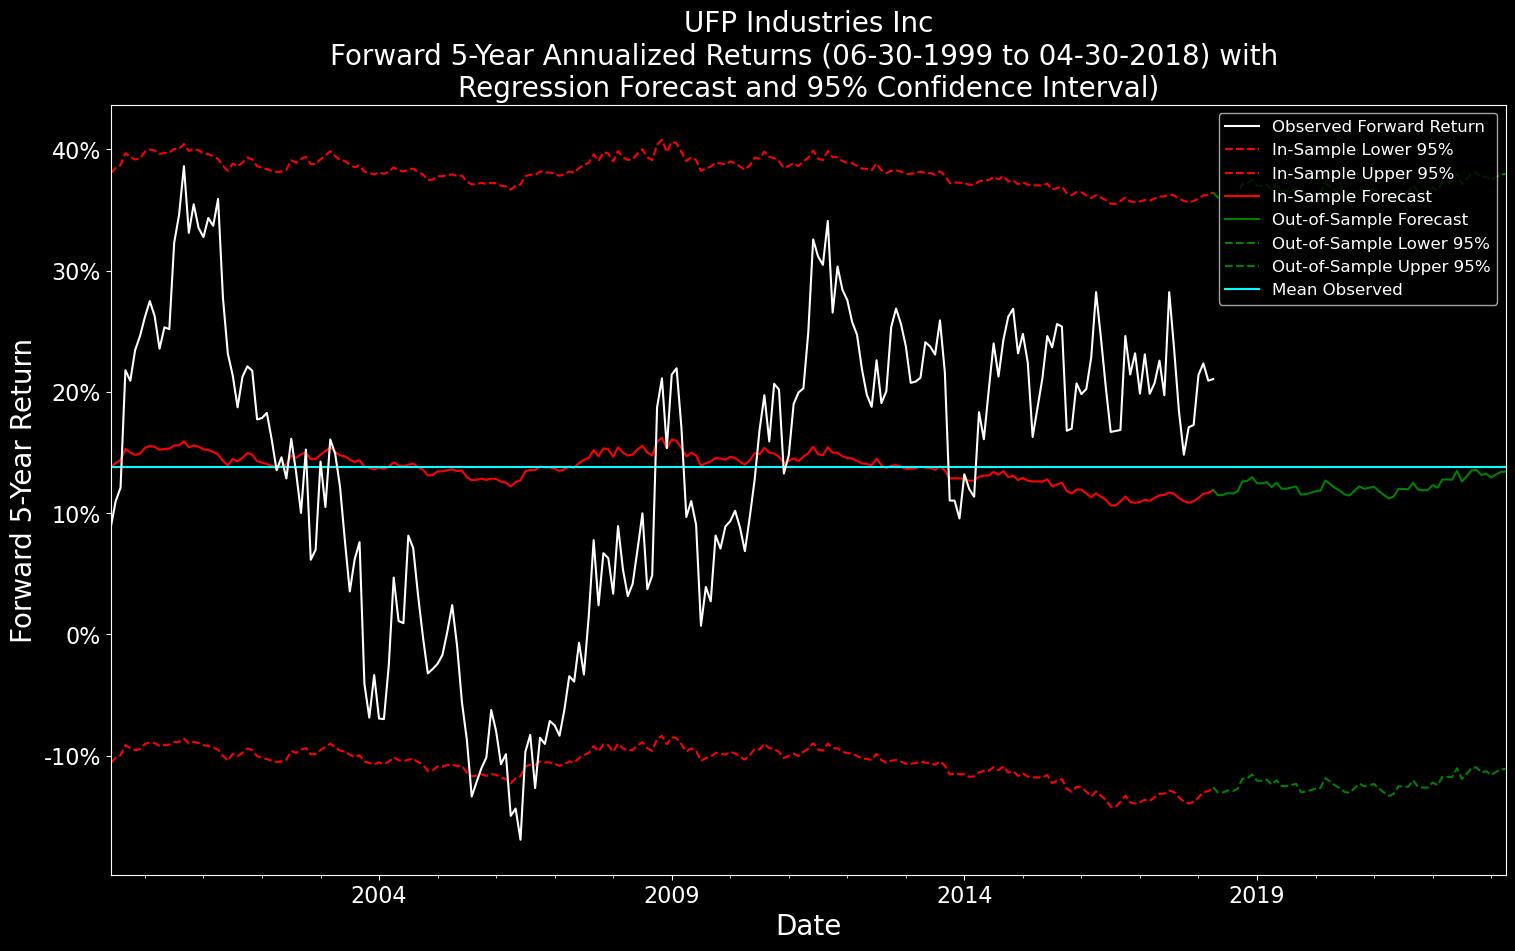 UFP Industries Inc
Forward 5-Year Annualized Returns (06-30-1999 to 04-30-2018) with
Regression Forecast and 95% Confidence Interval)
Forward 5-Year Return
40%
30%
20%
10%
0%
-10%
Observed Forward Return
In-Sample Lower 95%
In-Sample Upper 95%
In-Sample Forecast
Out-of-Sample Forecast
Out-of-Sample Lower 95%
Out-of-Sample Upper 95%
Mean Observed
2004
2009
2014
2019
Date